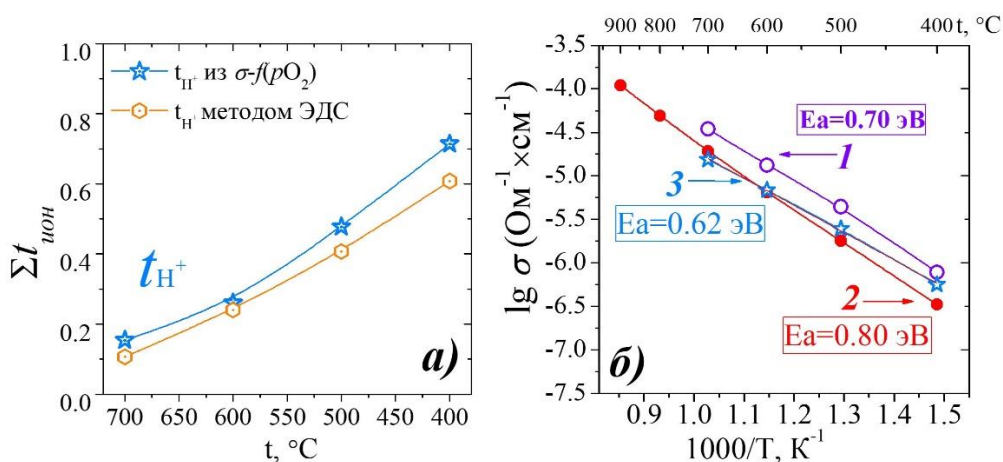 1.0
0.8
0.6
0.4
0.2
0.0
Σt ион
t H⁺ из σ-f(pO₂)
t H⁺ методом ЭДС
t H⁺
а)
700 650 600 550 500 450 400
t, °C
900 800 700 600 500 400 t, °C
-3.5
-4.0
-4.5
-5.0
-5.5
-6.0
-6.5
-7.0
-7.5
lg σ (Ом⁻¹×см⁻¹)
Ea=0.70 эВ
1
3
Ea=0.62 эВ
2
Ea=0.80 эВ
б)
0.9 1.0 1.1 1.2 1.3 1.4 1.5
1000/T, К⁻¹